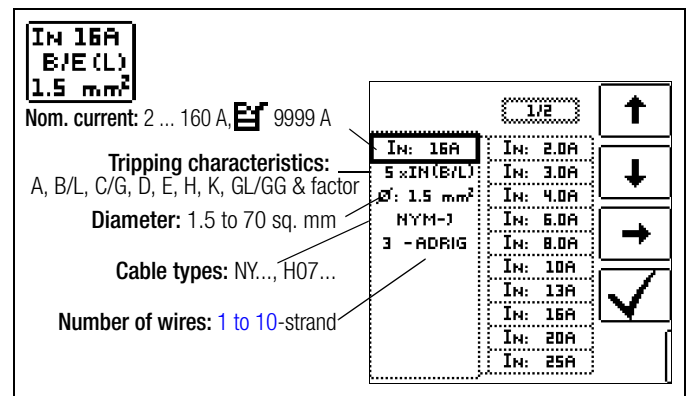 IN 16A
B/E(L)
1.5 mm²
Nom. current: 2 ... 160 A, 9999 A
Tripping characteristics:
A, B/L, C/G, D, E, H, K, GL/GG & factor
Diameter: 1.5 to 70 sq. mm
Cable types: NY..., H07...
Number of wires: 1 to 10-strand
1/2
IN: 16A
5 xIN(B/L)
Ø: 1.5 mm²
NYM-J
3 -ADRIG
IN: 2.0A
IN: 3.0A
IN: 4.0A
IN: 6.0A
IN: 8.0A
IN: 10A
IN: 13A
IN: 16A
IN: 20A
IN: 25A